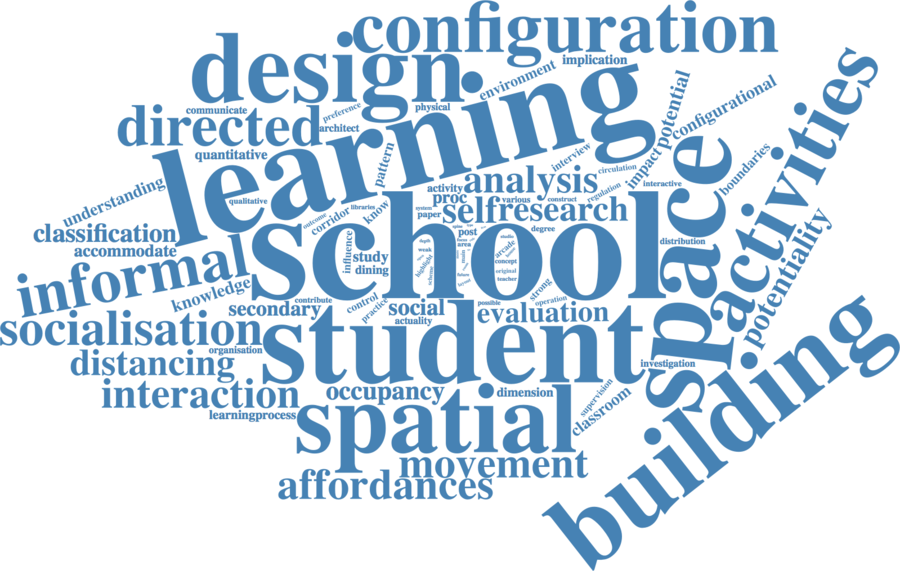 configuration
design
implication
environment
communicate
preference
physical
directed
architect
learning
potential
configurational
activities
quantitative
pattern
interview
impact
circulation
boundaries
understanding
qualitative
activity
analysis
regulation
interactive
space
libraries
various
construct
proc
self
research
system
paper
outcome
corridor
know
classification
accommodate
school
post
degree
influence
study
dining
depth
weak
highlight
area
studio
arcade
concept
original
teacher
distribution
potentiality
informal
knowledge
secondary
contribute
control
practice
social
actuality
possible
strong
operation
evaluation
socialisation
student
organisation
distancing
investigation
building
interaction
occupancy
dimension
supervision
classroom
learningprocess
spatial
movement
affordances